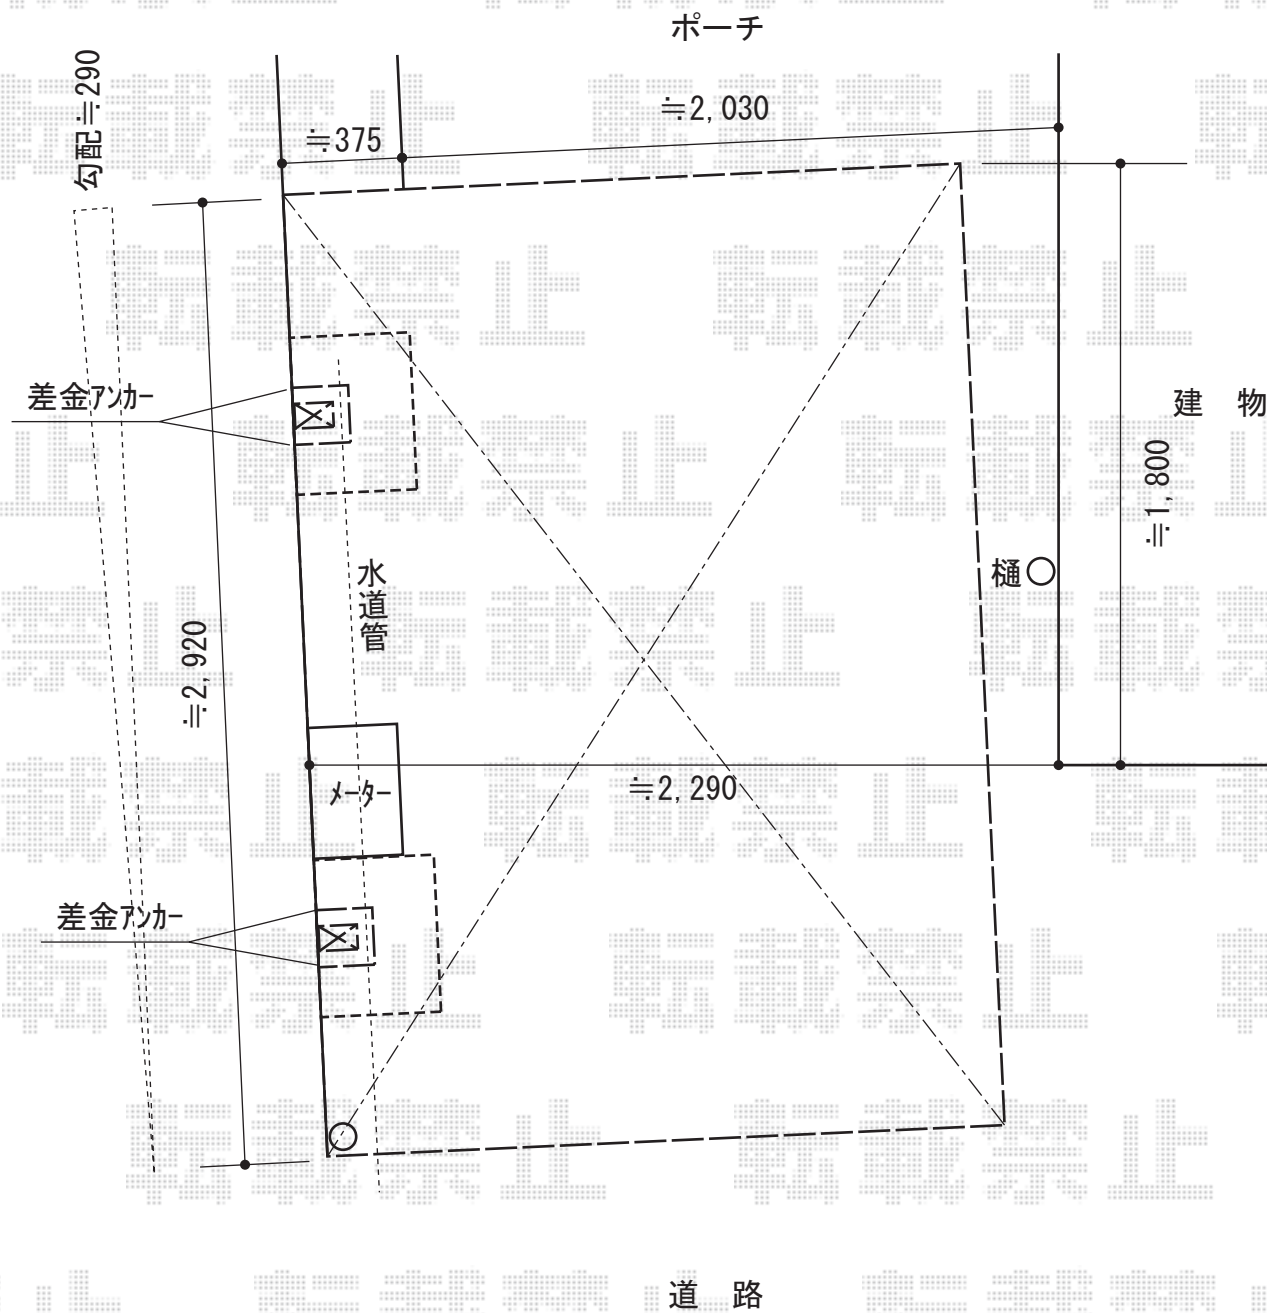 ポーチ
勾配≒290
≒375
≒2,030
差金ｱﾝｶｰ
建　物
≒1,800
樋
水道管
≒2,920
ﾒｰﾀｰ
≒2,290
差金ｱﾝｶｰ
道　路
転載禁止